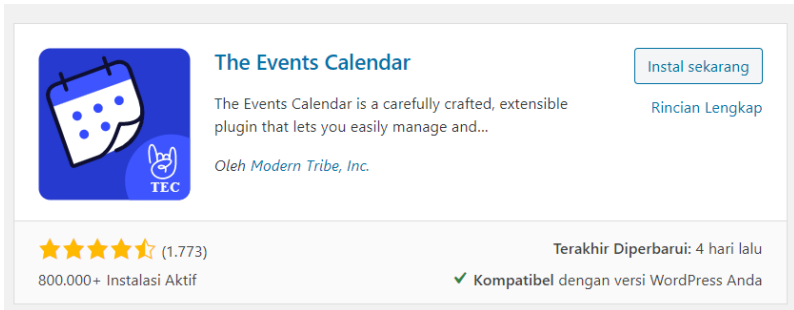 The Events Calendar
Instal sekarang
The Events Calendar is a carefully crafted, extensible
plugin that lets you easily manage and...
Rincian Lengkap
Oleh Modern Tribe, Inc.
TEC
(1.773)
Terakhir Diperbarui: 4 hari lalu
800.000+ Instalasi Aktif
Kompatibel dengan versi WordPress Anda